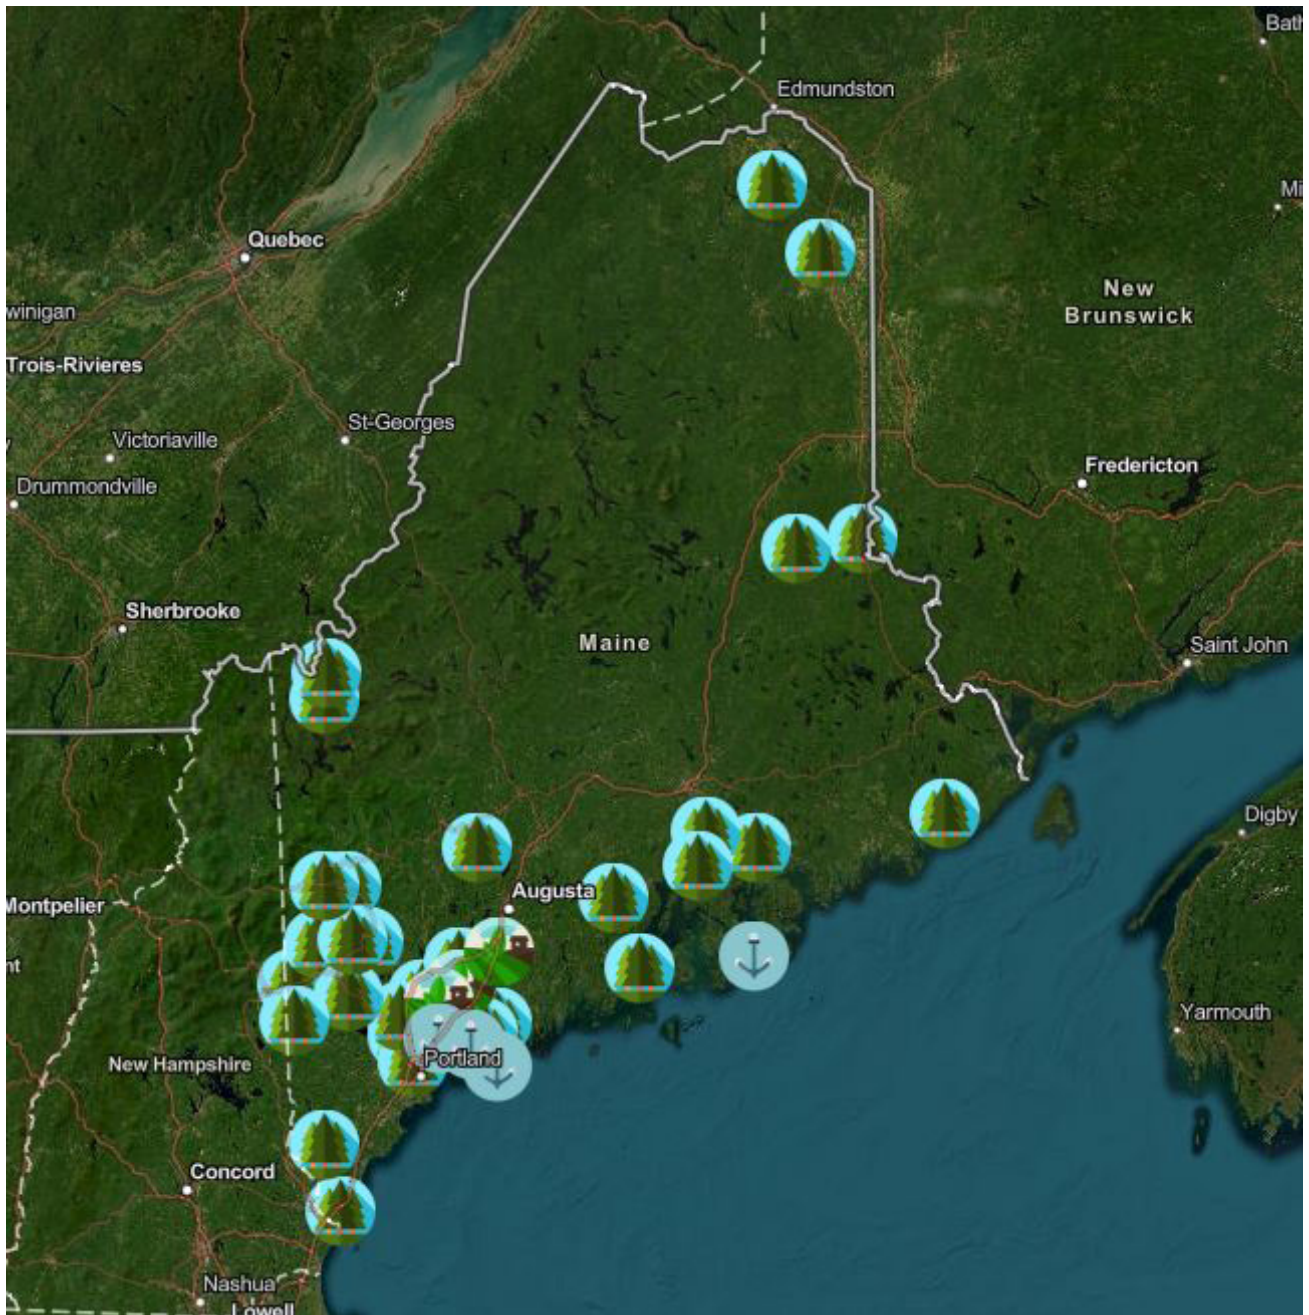 Bath
Edmundston
Mi
Quebec
New
Brunswick
winigan
Trois-Rivieres
St-Georges
Victoriaville
Fredericton
Drummondville
Sherbrooke
Maine
Saint John
Digby
Augusta
Montpelier
nt
Yarmouth
Portland
New Hampshire
Concord
Nashua
Lowell